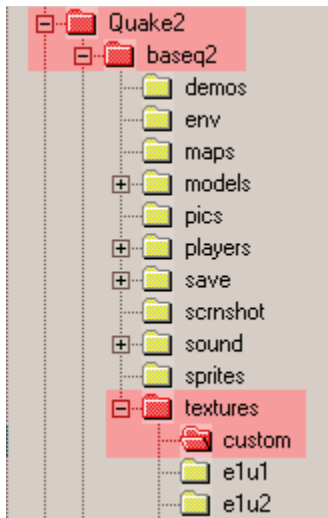 Quake2
baseq2
demos
env
maps
models
pics
players
save
scrnshot
sound
sprites
textures
custom
e1u1
e1u2